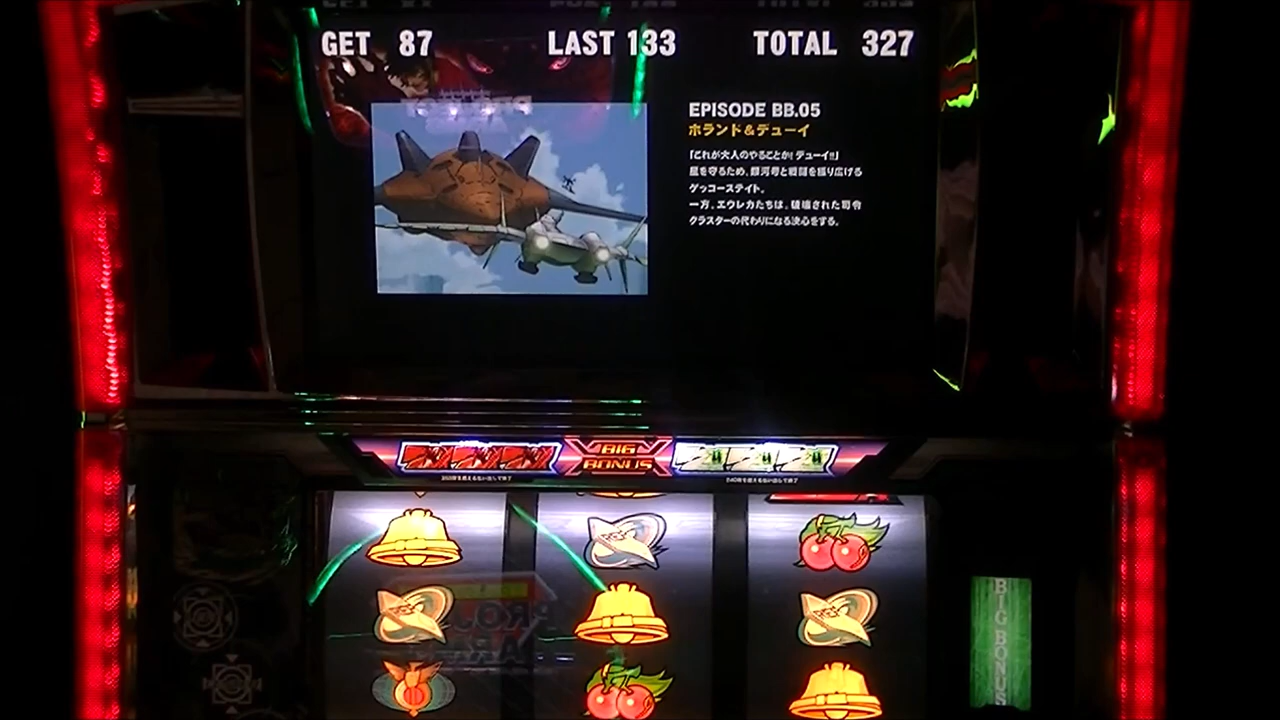 GET 87 LAST 133 TOTAL 327
EPISODE BB.05
ホランド&デューイ
「これが大人のやることか! デューイ!!」
星を守るため、銀河号と戦闘を繰り広げる
ゲッコーステイト。
一方、エウレカたちは、破壊された司令
クラスターの代わりになる決心をする。
BIG
BONUS
BIG BONUS